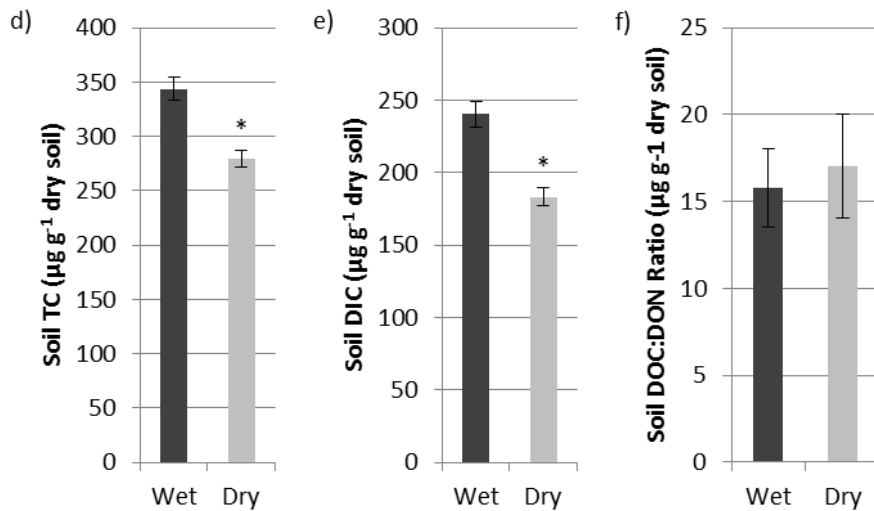 d)
Soil TC (µg g⁻¹ dry soil)
400
350
300
250
200
150
100
50
0
*
Wet Dry
e)
Soil DIC (µg g⁻¹ dry soil)
300
250
200
150
100
50
0
*
Wet Dry
f)
Soil DOC:DON Ratio (µg g-1 dry soil)
25
20
15
10
5
0
Wet Dry